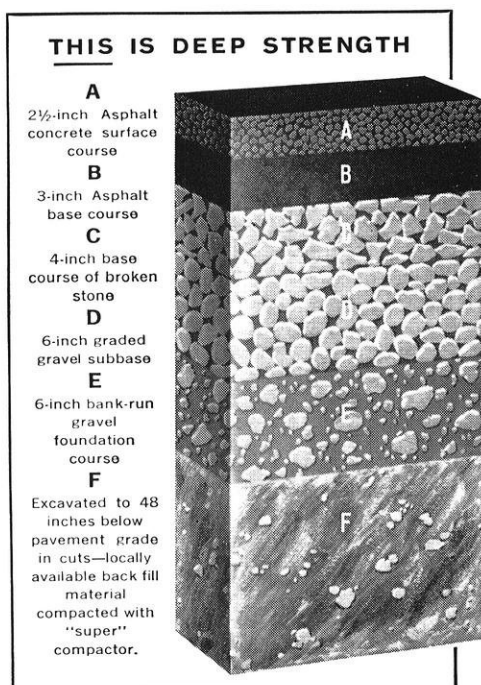 THIS IS DEEP STRENGTH
A
2½-inch Asphalt
concrete surface
course
B
3-inch Asphalt
base course
C
4-inch base
course of broken
stone
D
6-inch graded
gravel subbase
E
6-inch bank-run
gravel
foundation
course
F
Excavated to 48
inches below
pavement grade
in cuts—locally
available back fill
material
compacted with
"super"
compactor.
A
B
D
E
F